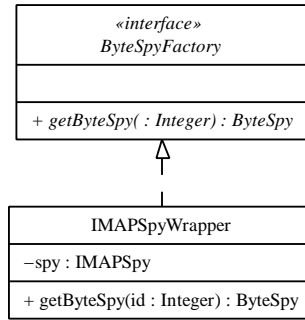 «interface»
ByteSpyFactory
+ getByteSpy( : Integer) : ByteSpy
IMAPSpyWrapper
−spy : IMAPSpy
+ getByteSpy(id : Integer) : ByteSpy